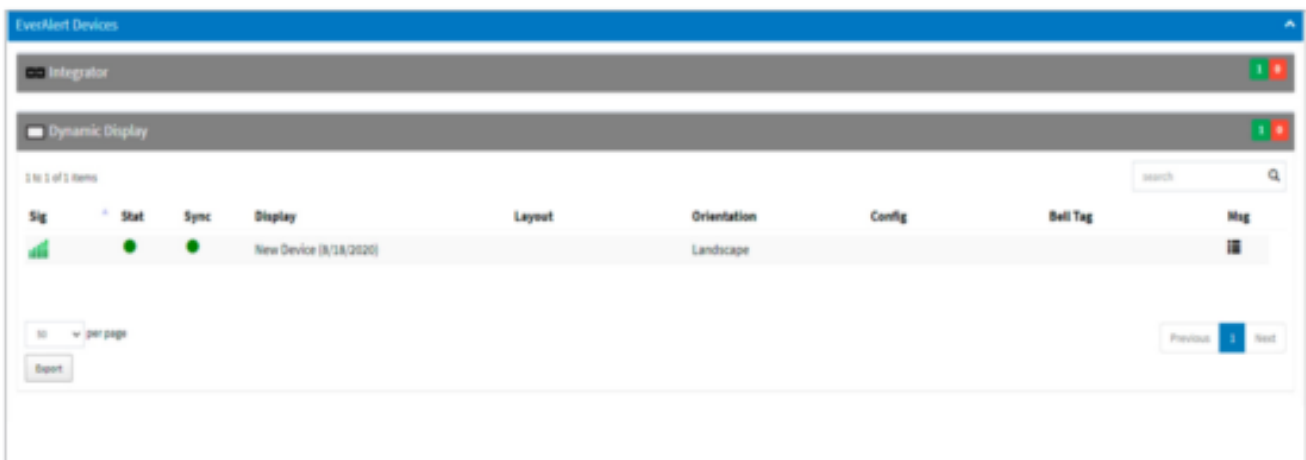 EverAlert Devices
Integrator 1 0
Dynamic Display 1 0
1 to 1 of 1 items search
Sig Stat Sync Display Layout Orientation Config Bell Tag Msg
New Device (8/18/2020) Landscape
per page Previous 1 Next
Export